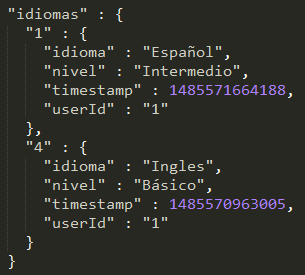 "idiomas" : {
"1" : {
"idioma" : "Español",
"nivel" : "Intermedio",
"timestamp" : 1485571664188,
"userId" : "1"
},
"4" : {
"idioma" : "Ingles",
"nivel" : "Básico",
"timestamp" : 1485570963005,
"userId" : "1"
}
}